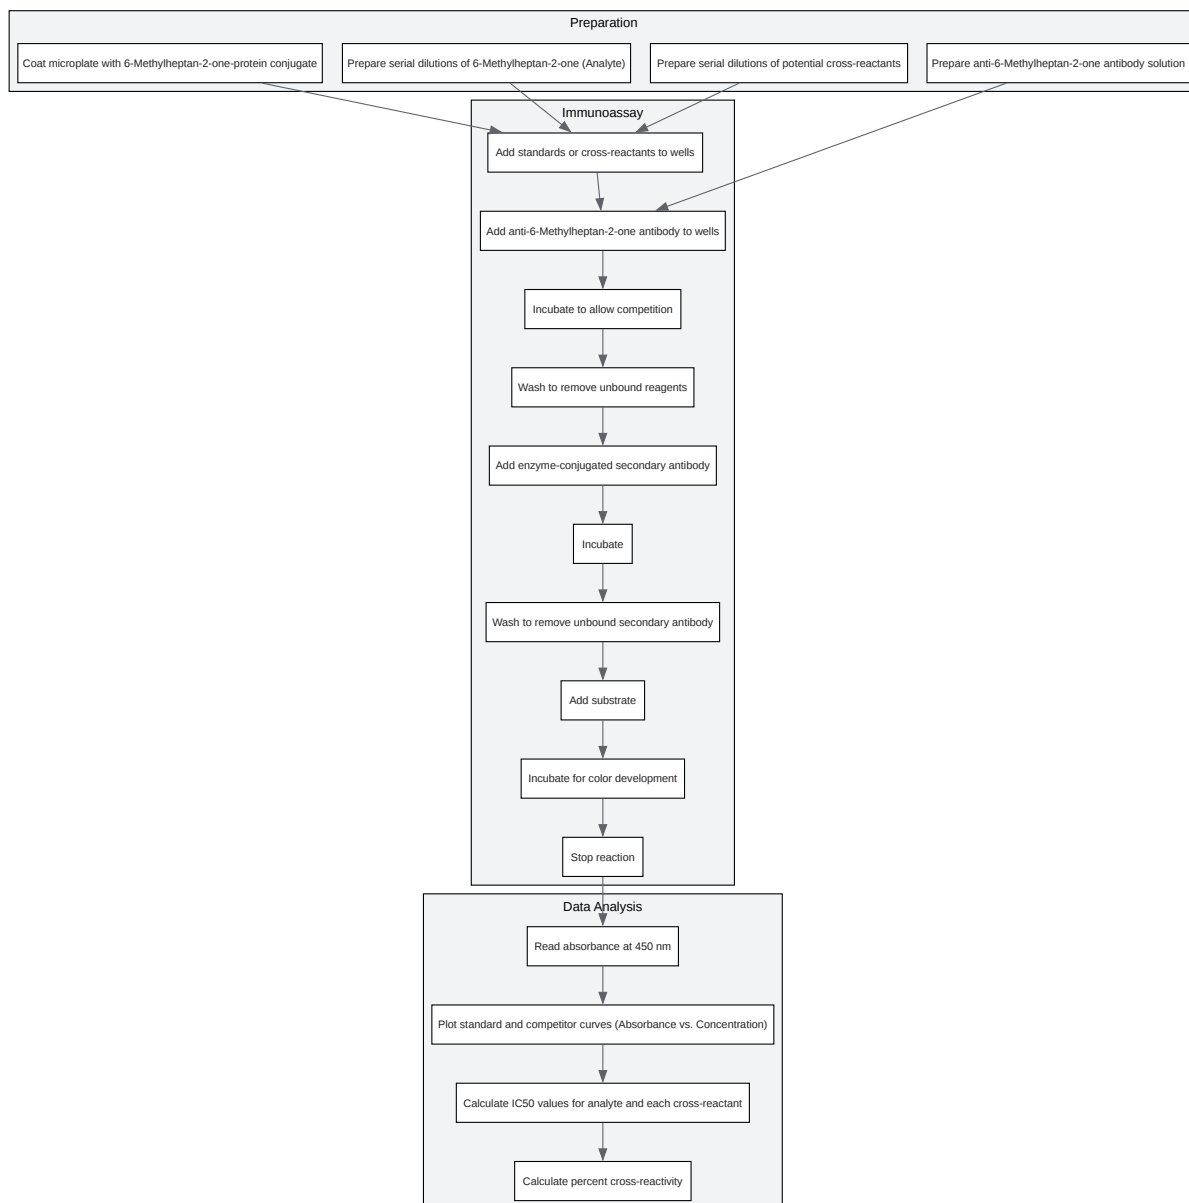 Preparation
Coat microplate with 6-Methylheptan-2-one-protein conjugate
Prepare serial dilutions of 6-Methylheptan-2-one (Analyte)
Prepare serial dilutions of potential cross-reactants
Prepare anti-6-Methylheptan-2-one antibody solution
Immunoassay
Add standards or cross-reactants to wells
Add anti-6-Methylheptan-2-one antibody to wells
Incubate to allow competition
Wash to remove unbound reagents
Add enzyme-conjugated secondary antibody
Incubate
Wash to remove unbound secondary antibody
Add substrate
Incubate for color development
Stop reaction
Data Analysis
Read absorbance at 450 nm
Plot standard and competitor curves (Absorbance vs. Concentration)
Calculate IC50 values for analyte and each cross-reactant
Calculate percent cross-reactivity